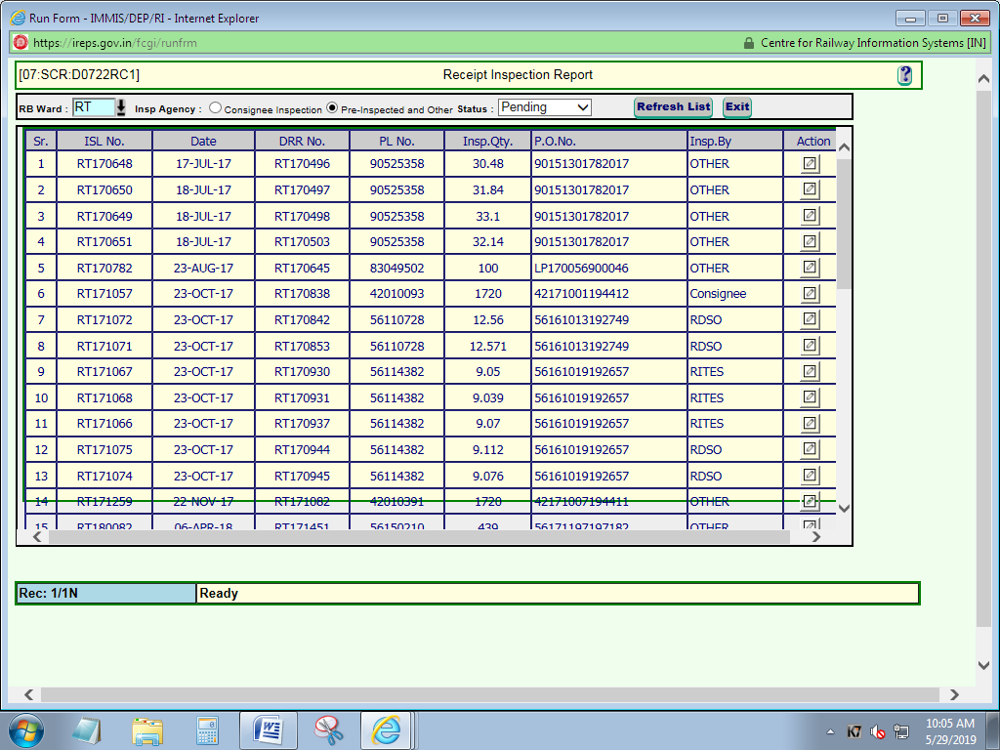 Run Form - IMMIS/DEP/RI - Internet Explorer
https://ireps.gov.in/fcgi/runfrm Centre for Railway Information Systems [IN]
[07:SCR:D0722RC1] Receipt Inspection Report ?
RB Ward : RT Insp Agency : Consignee Inspection Pre-Inspected and Other Status : Pending Refresh List Exit
Sr. ISL No. Date DRR No. PL No. Insp.Qty. P.O.No. Insp.By Action
1 RT170648 17-JUL-17 RT170496 90525358 30.48 90151301782017 OTHER
2 RT170650 18-JUL-17 RT170497 90525358 31.84 90151301782017 OTHER
3 RT170649 18-JUL-17 RT170498 90525358 33.1 90151301782017 OTHER
4 RT170651 18-JUL-17 RT170503 90525358 32.14 90151301782017 OTHER
5 RT170782 23-AUG-17 RT170645 83049502 100 LP170056900046 OTHER
6 RT171057 23-OCT-17 RT170838 42010093 1720 42171001194412 Consignee
7 RT171072 23-OCT-17 RT170842 56110728 12.56 56161013192749 RDSO
8 RT171071 23-OCT-17 RT170853 56110728 12.571 56161013192749 RDSO
9 RT171067 23-OCT-17 RT170930 56114382 9.05 56161019192657 RITES
10 RT171068 23-OCT-17 RT170931 56114382 9.039 56161019192657 RITES
11 RT171066 23-OCT-17 RT170937 56114382 9.07 56161019192657 RITES
12 RT171075 23-OCT-17 RT170944 56114382 9.112 56161019192657 RDSO
13 RT171074 23-OCT-17 RT170945 56114382 9.076 56161019192657 RDSO
14 RT171259 22-NOV-17 RT171082 42010391 1720 42171007194411 OTHER
15 RT180082 06-APR-18 RT171451 56150210 439 56171197197182 OTHER
Rec: 1/1N Ready
10:05 AM
5/29/2019